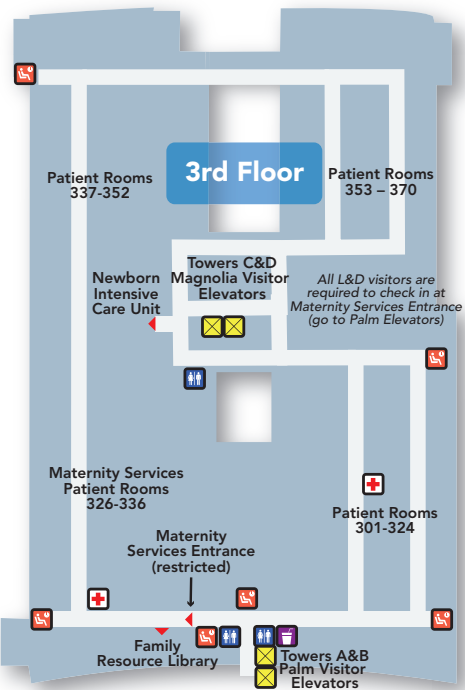 3rd Floor
Patient Rooms
337-352
Patient Rooms
353 – 370
Towers C&D
Magnolia Visitor
Elevators
Newborn
Intensive
Care Unit
All L&D visitors are
required to check in at
Maternity Services Entrance
(go to Palm Elevators)
Maternity Services
Patient Rooms
326-336
Patient Rooms
301-324
Maternity
Services Entrance
(restricted)
Family
Resource Library
Towers A&B
Palm Visitor
Elevators